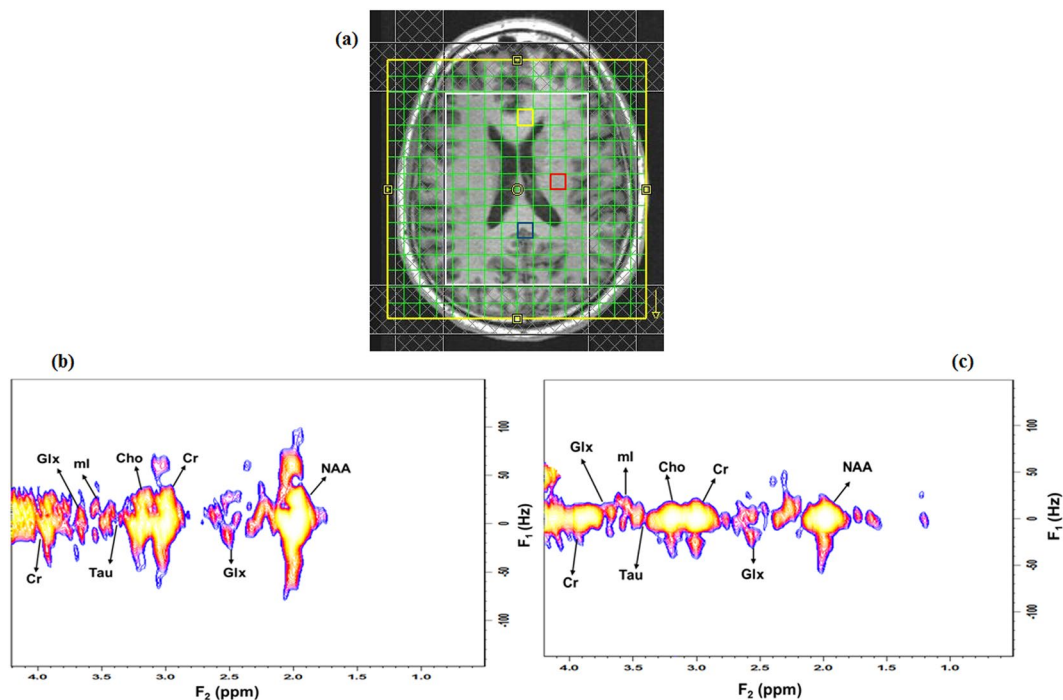 (a)
(b)
(c)
Glx
mI
Cho
Cr
NAA
Cr
Tau
Glx
100
50
0
-50
-100
F1 (Hz)
4.0
3.5
3.0
2.5
2.0
1.5
1.0
F2 (ppm)
Glx
mI
Cho
Cr
NAA
Cr
Tau
Glx
100
50
0
-50
-100
F1 (Hz)
4.0
3.5
3.0
2.5
2.0
1.5
1.0
F2 (ppm)